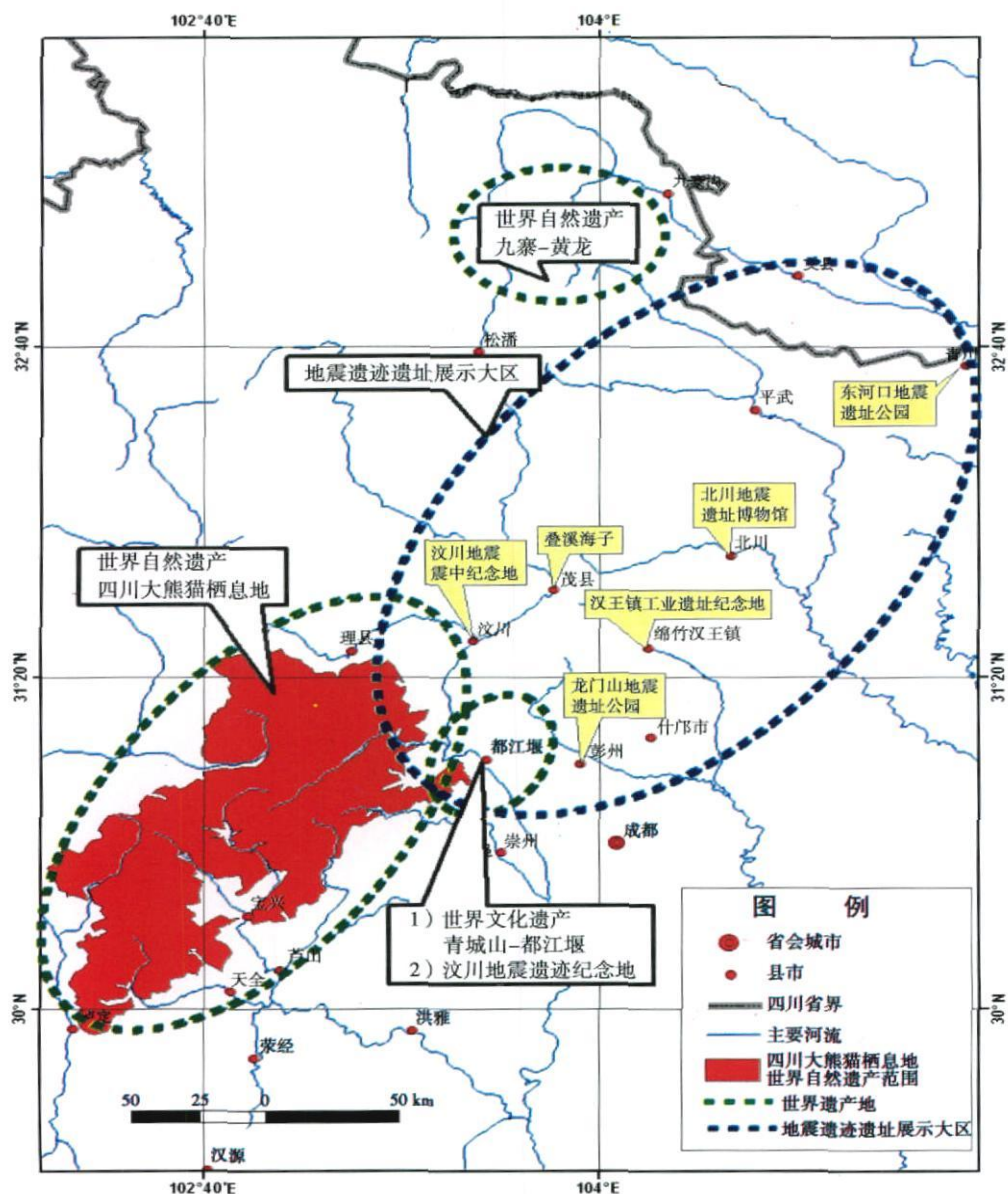 102°40'E
104°E
世界自然遗产
九寨-黄龙
32°40'N
松潘
32°40'N
地震遗迹遗址展示大区
东河口地震
遗址公园
平武
北川地震
遗址博物馆
北川
世界自然遗产
四川大熊猫栖息地
汶川地震
震中纪念地
叠溪海子
茂县
汉王镇工业遗址纪念地
绵竹汉王镇
理县
汶川
31°20'N
31°20'N
龙门山地震
遗址公园
什邡市
都江堰
彭州
成都
崇州
1）世界文化遗产
青城山-都江堰
2）汶川地震遗迹纪念地
宝兴
芦山
天全
30°N
30°N
洪雅
荥经
汉源
50
25
0
50 km
图 例
省会城市
县市
四川省界
主要河流
四川大熊猫栖息地
世界自然遗产范围
世界遗产地
地震遗迹遗址展示大区
102°40'E
104°E